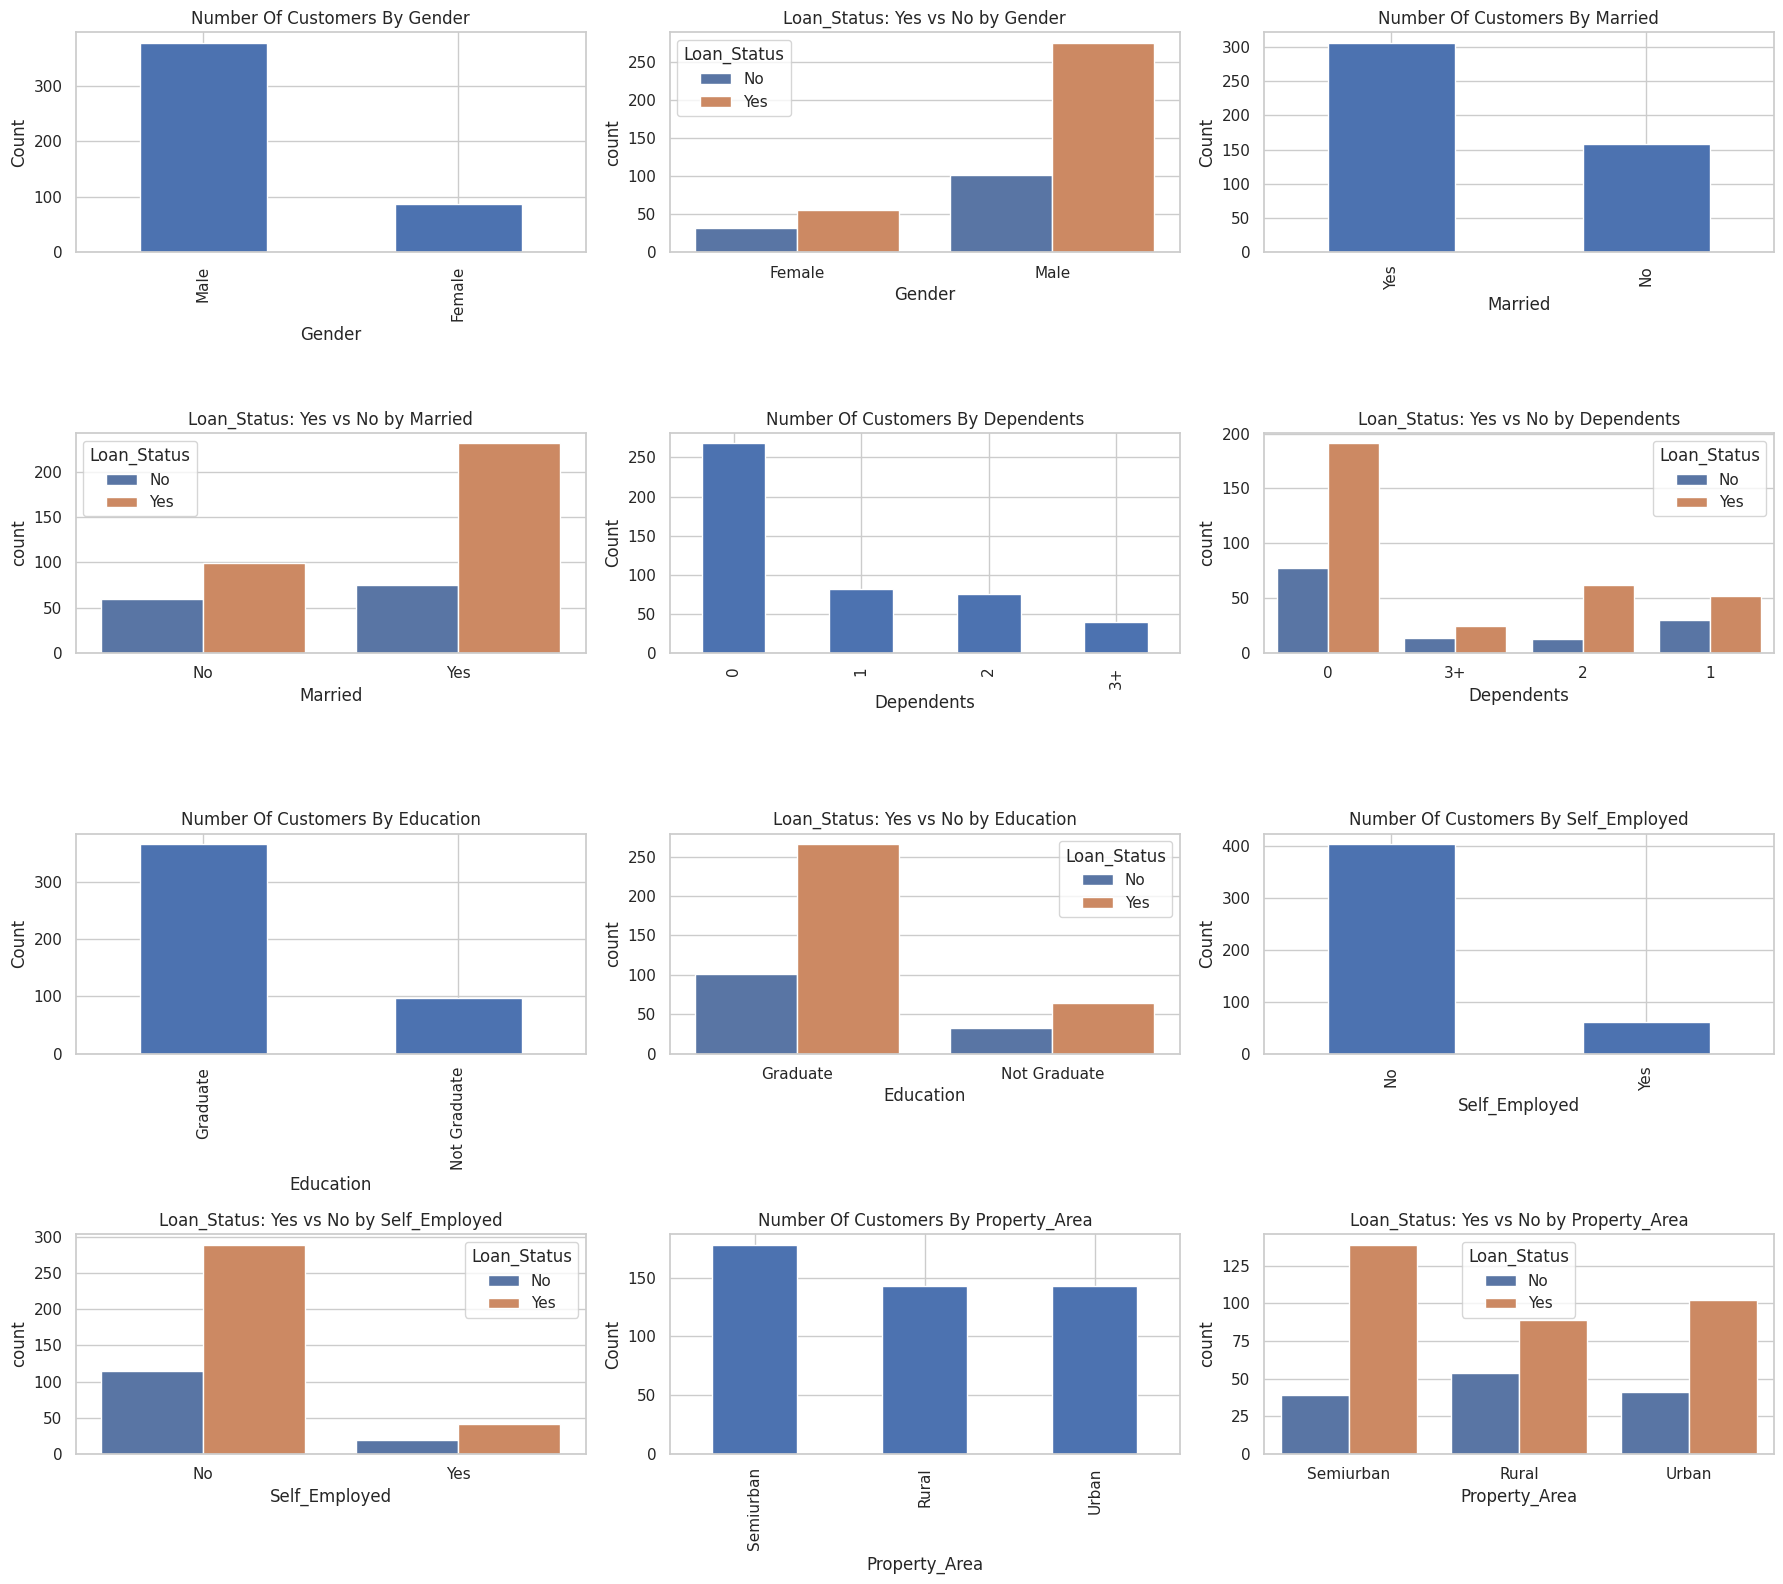 Number Of Customers By Gender
Count
300
200
100
0
Male
Female
Gender
Loan_Status: Yes vs No by Gender
Loan_Status
No
Yes
count
250
200
150
100
50
0
Female
Male
Gender
Number Of Customers By Married
Count
300
250
200
150
100
50
0
Yes
No
Married
Loan_Status: Yes vs No by Married
Loan_Status
No
Yes
count
200
150
100
50
0
No
Yes
Married
Number Of Customers By Dependents
Count
250
200
150
100
50
0
0
1
2
3+
Dependents
Loan_Status: Yes vs No by Dependents
Loan_Status
No
Yes
count
200
150
100
50
0
0
3+
2
1
Dependents
Number Of Customers By Education
Count
300
200
100
0
Graduate
Not Graduate
Education
Loan_Status: Yes vs No by Education
Loan_Status
No
Yes
count
250
200
150
100
50
0
Graduate
Not Graduate
Education
Number Of Customers By Self_Employed
Count
400
300
200
100
0
No
Yes
Self_Employed
Loan_Status: Yes vs No by Self_Employed
Loan_Status
No
Yes
count
300
250
200
150
100
50
0
No
Yes
Self_Employed
Number Of Customers By Property_Area
Count
150
100
50
0
Semiurban
Rural
Urban
Property_Area
Loan_Status: Yes vs No by Property_Area
Loan_Status
No
Yes
count
125
100
75
50
25
0
Semiurban
Rural
Urban
Property_Area